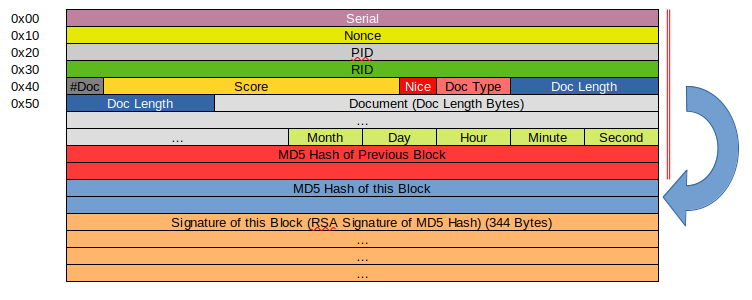 0x00 Serial
0x10 Nonce
0x20 PID
0x30 RID
0x40 #Doc Score Nice Doc Type Doc Length
0x50 Doc Length Document (Doc Length Bytes)
...
... Month Day Hour Minute Second
MD5 Hash of Previous Block
MD5 Hash of this Block
Signature of this Block (RSA Signature of MD5 Hash) (344 Bytes)
...
...
...